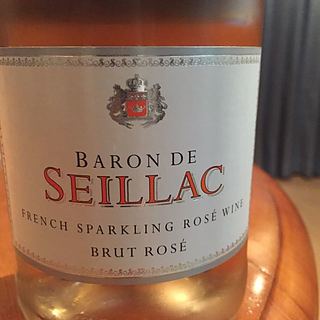 BARON DE
SEILLAC
FRENCH SPARKLING ROSÉ WINE
BRUT ROSÉ